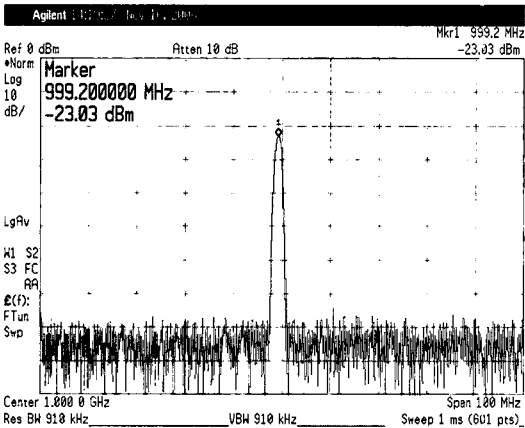 Agilent
Mkr1 999.2 MHz
Ref 0 dBm Atten 10 dB -23.03 dBm
#Norm
Log
10
dB/
Marker
999.200000 MHz
-23.03 dBm
1
LgAv
W1 S2
S3 FC
AA
£(f):
FTun
Swp
Center 1.000 0 GHz Span 100 MHz
Res BW 910 kHz VBW 910 kHz Sweep 1 ms (601 pts)